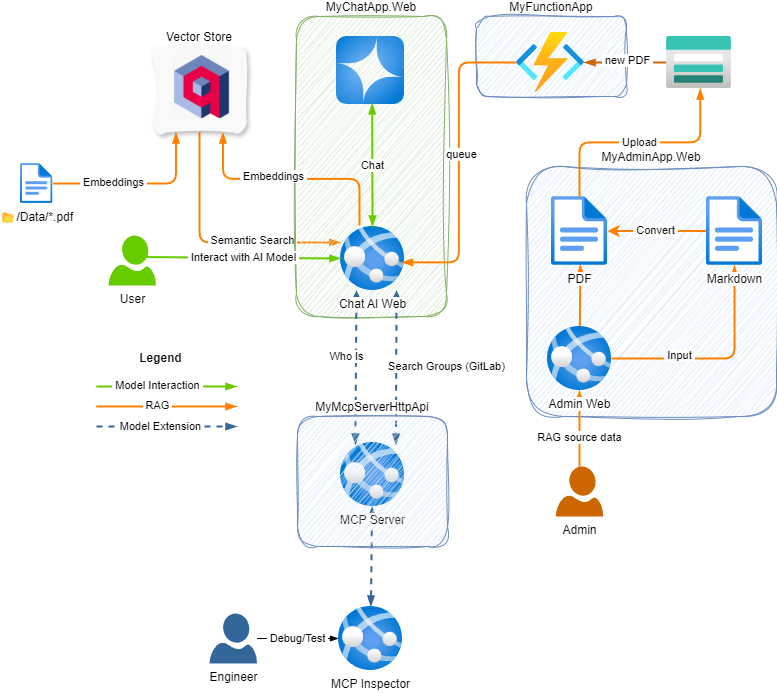 MyChatApp.Web
MyFunctionApp
Vector Store
new PDF
Upload
MyAdminApp.Web
Chat
queue
Embeddings
Embeddings
/Data/*.pdf
Semantic Search
Interact with AI Model
User
Chat AI Web
Convert
PDF
Markdown
Who Is
Search Groups (GitLab)
Input
Legend
Model Interaction
RAG
Model Extension
MyMcpServerHttpApi
Admin Web
RAG source data
MCP Server
Admin
Debug/Test
Engineer
MCP Inspector